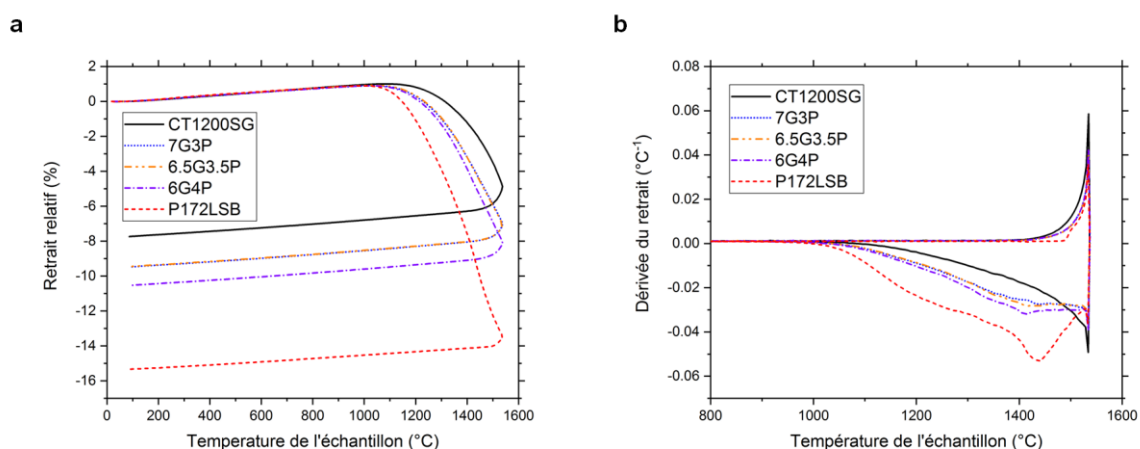 a
b
2
0
-2
-4
-6
-8
-10
-12
-14
-16
Retrait relatif (%)
CT1200SG
7G3P
6.5G3.5P
6G4P
P172LSB
0 200 400 600 800 1000 1200 1400 1600
Temperature de l'échantillon (°C)
0.08
0.06
0.04
0.02
0.00
-0.02
-0.04
-0.06
Dérivée du retrait (°C⁻¹)
CT1200SG
7G3P
6.5G3.5P
6G4P
P172LSB
800 1000 1200 1400 1600
Température de l'échantillon (°C)